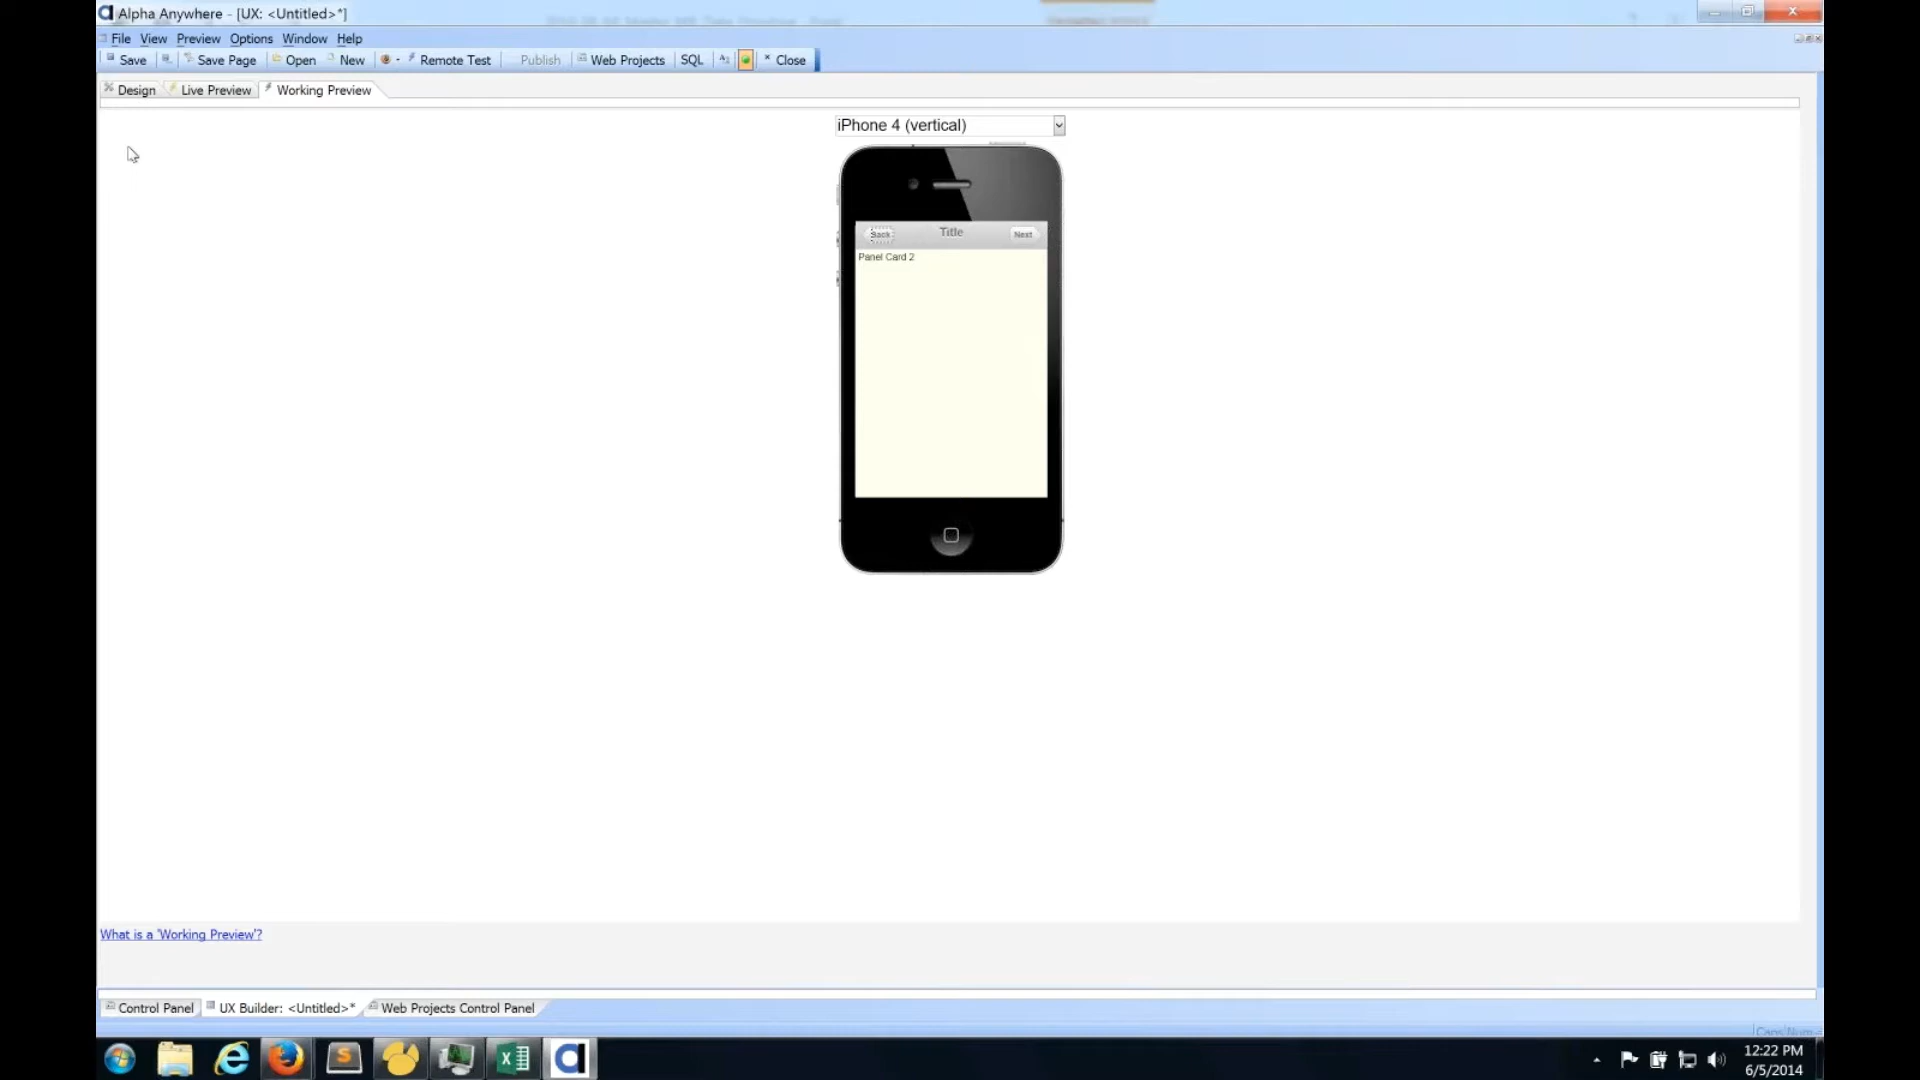 Alpha Anywhere - [UX: <Untitled>*]
File View Preview Options Window Help
Save Save Page Open New Remote Test Publish Web Projects SQL Close
Design Live Preview Working Preview
iPhone 4 (vertical)
Back Title Next
Panel Card 2
What is a 'Working Preview'?
Control Panel UX Builder: <Untitled>* Web Projects Control Panel
Caps Num
12:22 PM
6/5/2014